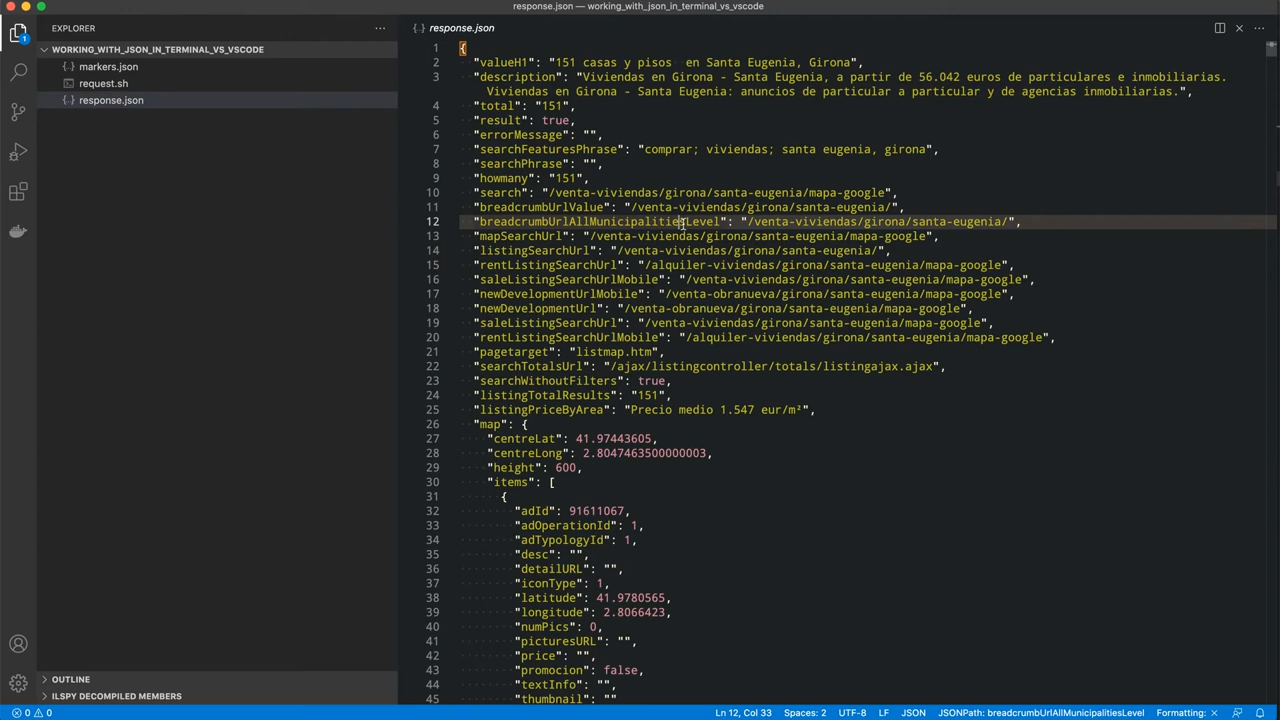 response.json — working_with_json_in_terminal_vs_vscode
EXPLORER
WORKING_WITH_JSON_IN_TERMINAL_VS_VSCODE
{} markers.json
{} request.sh
{} response.json
OUTLINE
ILSPY DECOMPILED MEMBERS
1
{} response.json
1 {
2 "valueH1": "151 casas y pisos  en Santa Eugenia, Girona",
3 "description": "Viviendas en Girona - Santa Eugenia, a partir de 56.042 euros de particulares e inmobiliarias.
Viviendas en Girona - Santa Eugenia: anuncios de particular a particular y de agencias inmobiliarias.",
4 "total": "151",
5 "result": true,
6 "errorMessage": "",
7 "searchFeaturesPhrase": "comprar; viviendas; santa eugenia, girona",
8 "searchPhrase": "",
9 "howmany": "151",
10 "search": "/venta-viviendas/girona/santa-eugenia/mapa-google",
11 "breadcrumbUrlValue": "/venta-viviendas/girona/santa-eugenia/",
12 "breadcrumbUrlAllMunicipalitiesLevel": "/venta-viviendas/girona/santa-eugenia/",
13 "mapSearchUrl": "/venta-viviendas/girona/santa-eugenia/mapa-google",
14 "listingSearchUrl": "/venta-viviendas/girona/santa-eugenia/",
15 "rentListingSearchUrl": "/alquiler-viviendas/girona/santa-eugenia/mapa-google",
16 "saleListingSearchUrlMobile": "/venta-viviendas/girona/santa-eugenia/mapa-google",
17 "newDevelopmentUrlMobile": "/venta-obranueva/girona/santa-eugenia/mapa-google",
18 "newDevelopmentUrl": "/venta-obranueva/girona/santa-eugenia/mapa-google",
19 "saleListingSearchUrl": "/venta-viviendas/girona/santa-eugenia/mapa-google",
20 "rentListingSearchUrlMobile": "/alquiler-viviendas/girona/santa-eugenia/mapa-google",
21 "pagetarget": "listmap.htm",
22 "searchTotalsUrl": "/ajax/listingcontroller/totals/listingajax.ajax",
23 "searchWithoutFilters": true,
24 "listingTotalResults": "151",
25 "listingPriceByArea": "Precio medio 1.547 eur/m²",
26 "map": {
27 "centreLat": 41.97443605,
28 "centreLong": 2.8047463500000003,
29 "height": 600,
30 "items": [
31 {
32 "adId": 91611067,
33 "adOperationId": 1,
34 "adTypologyId": 1,
35 "desc": "",
36 "detailURL": "",
37 "iconType": 1,
38 "latitude": 41.9780565,
39 "longitude": 2.8066423,
40 "numPics": 0,
41 "picturesURL": "",
42 "price": "",
43 "promocion": false,
44 "textInfo": "",
45 "thumbnail": ""
0 0 Ln 12, Col 33 Spaces: 2 UTF-8 LF JSON JSONPath: breadcrumbUrlAllMunicipalitiesLevel Formatting: ×